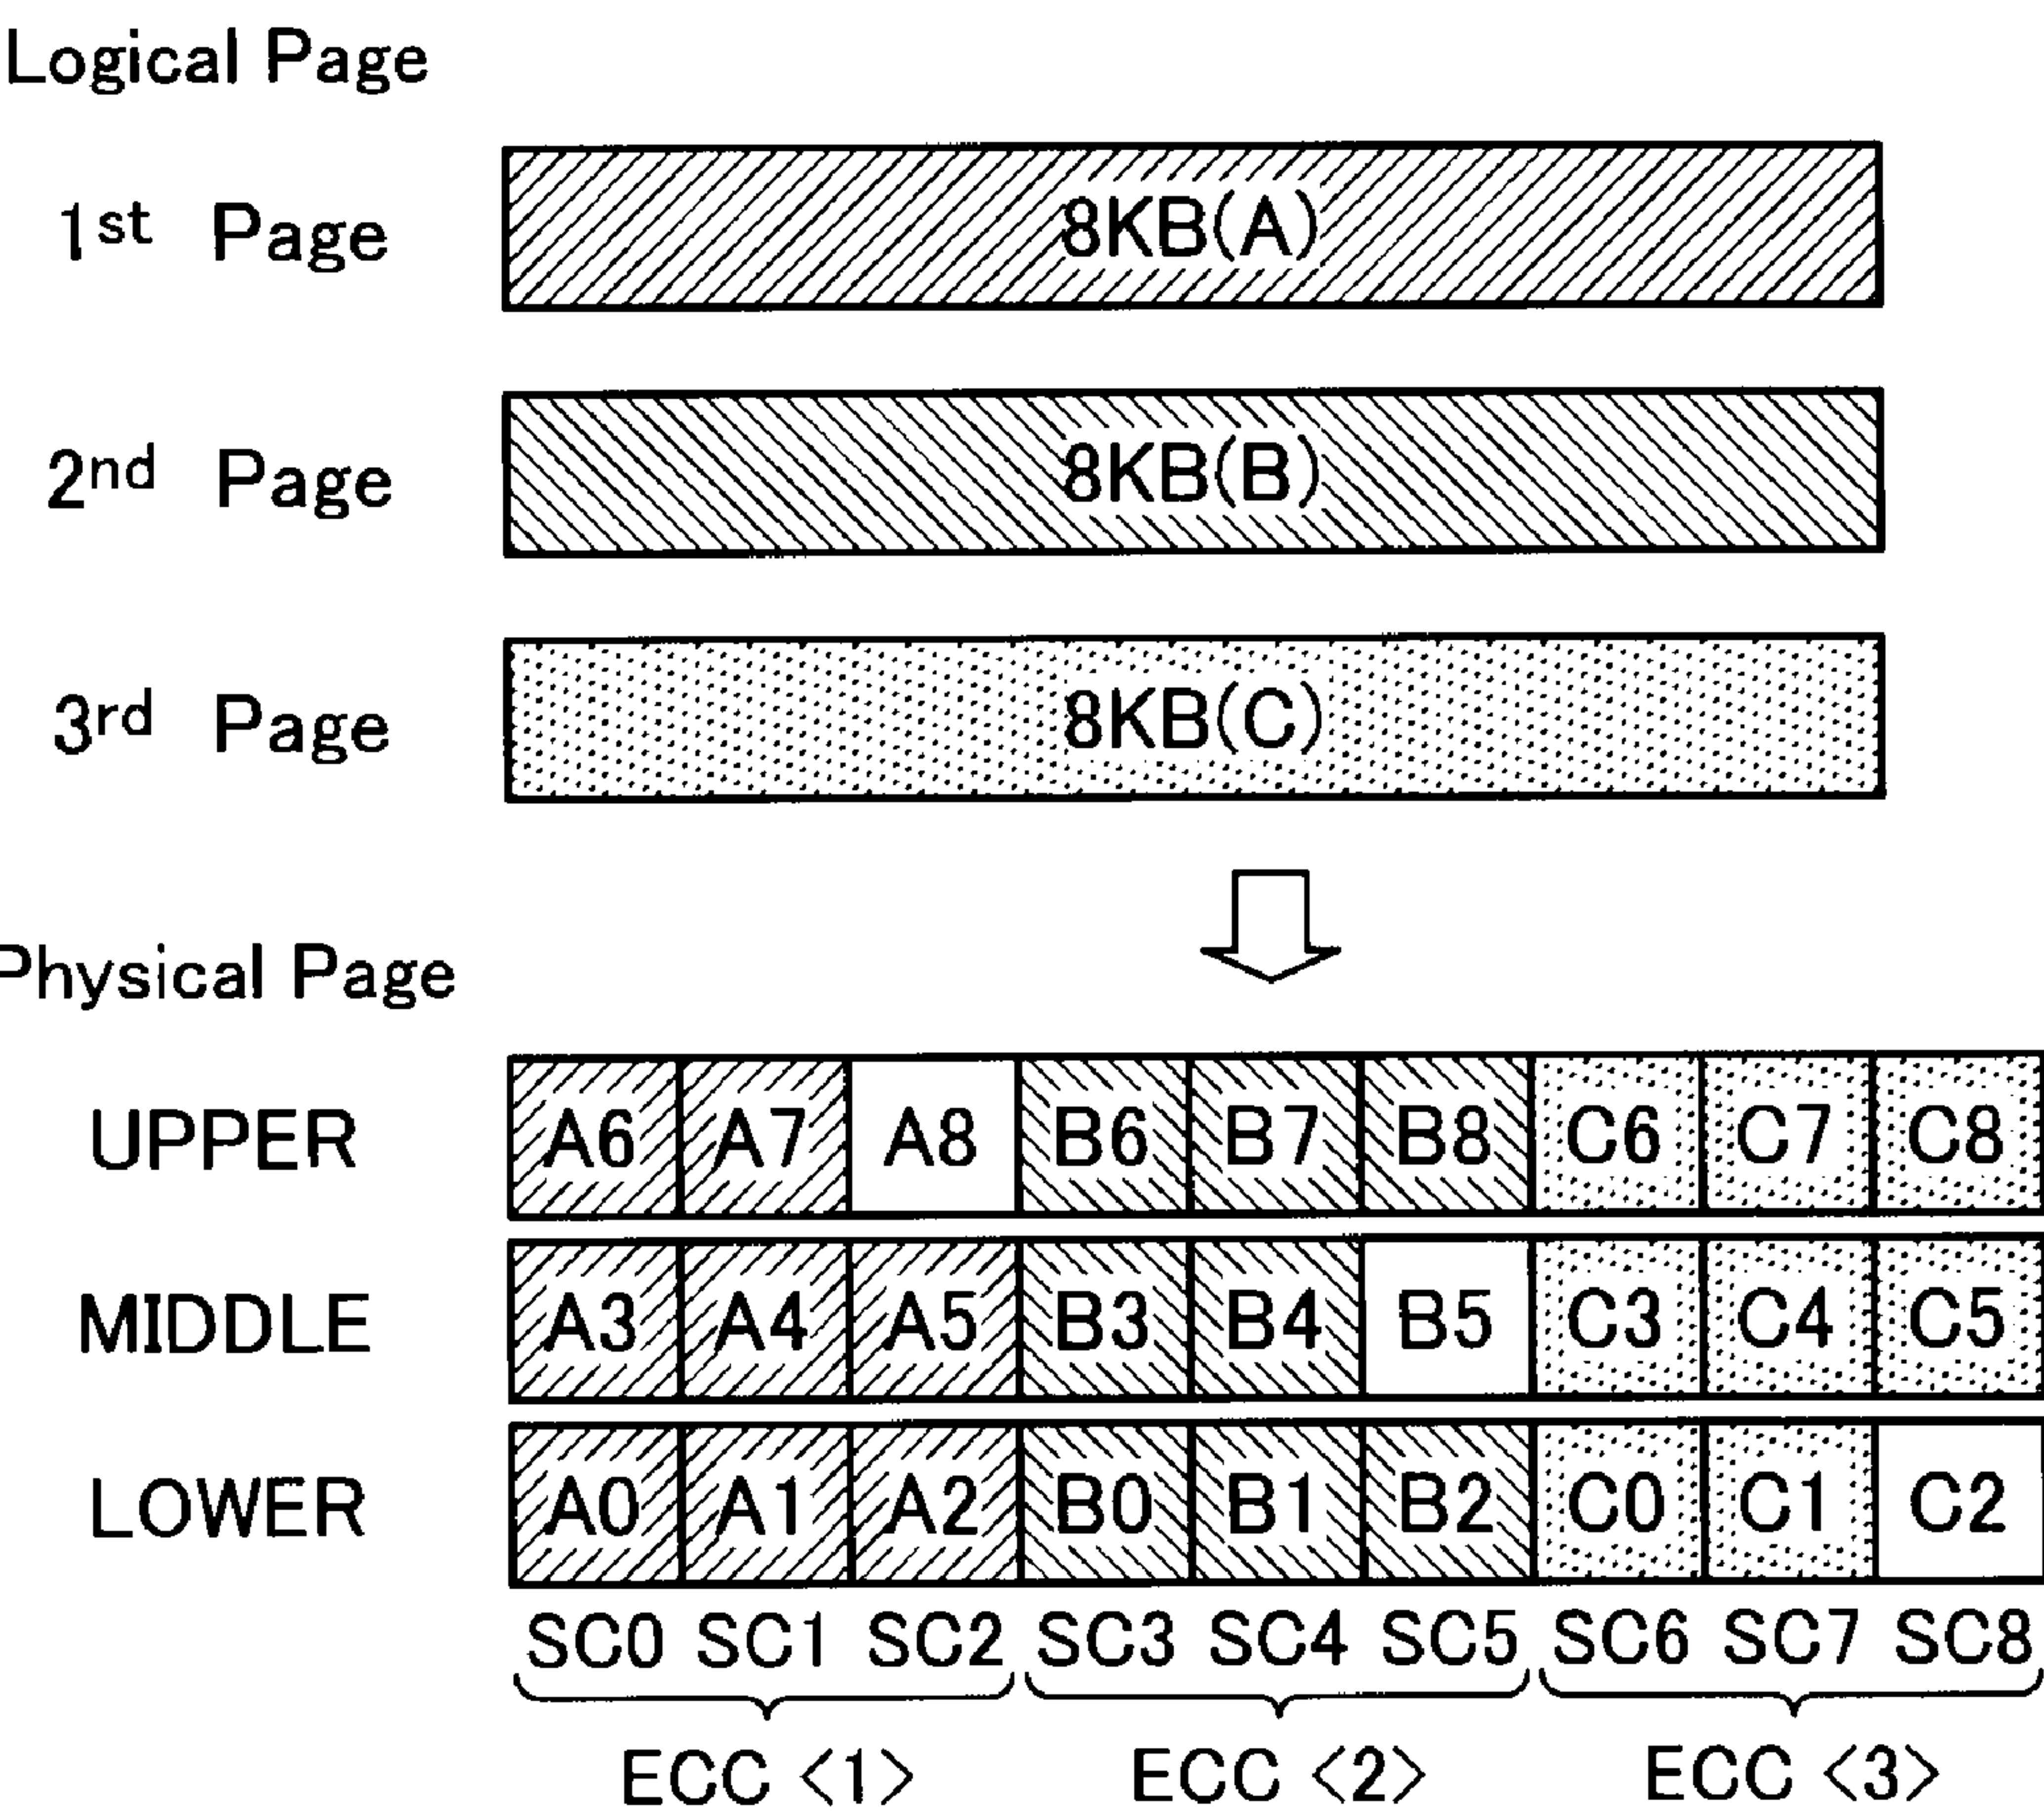 Logical Page
1st Page 8KB(A)
2nd Page 8KB(B)
3rd Page 8KB(C)
Physical Page
UPPER A6 A7 A8 B6 B7 B8 C6 C7 C8
MIDDLE A3 A4 A5 B3 B4 B5 C3 C4 C5
LOWER A0 A1 A2 B0 B1 B2 C0 C1 C2
SC0 SC1 SC2 SC3 SC4 SC5 SC6 SC7 SC8
ECC <1> ECC <2> ECC <3>